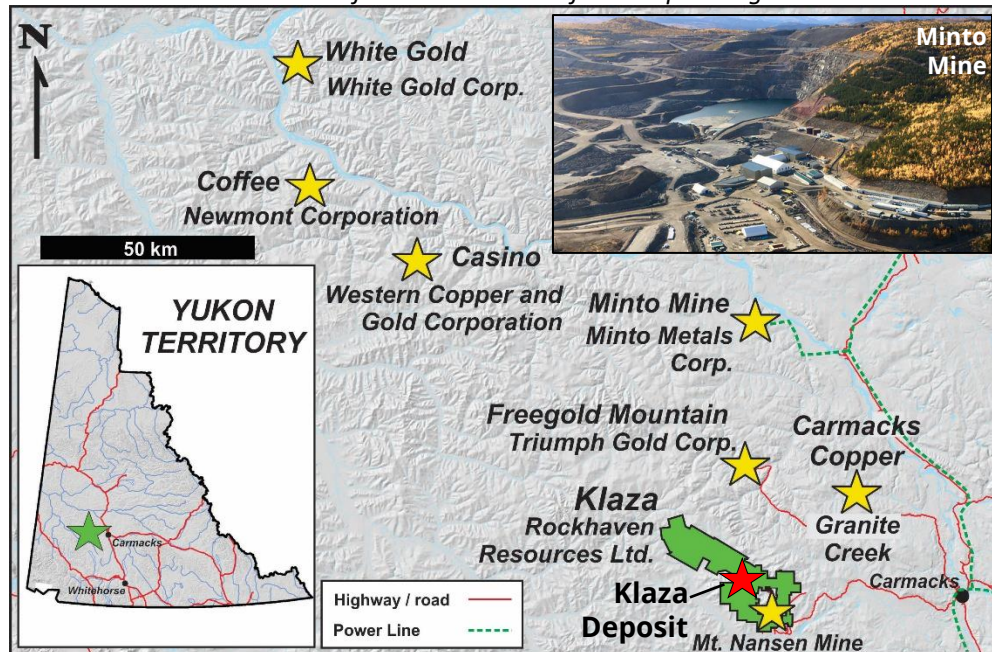 N
White Gold
White Gold Corp.
Minto
Mine
Coffee
Newmont Corporation
50 km
Casino
Western Copper and
Gold Corporation
Minto Mine
Minto Metals
Corp.
YUKON
TERRITORY
Carmacks
Whitehorse
Freegold Mountain
Triumph Gold Corp.
Carmacks
Copper
Granite
Creek
Klaza
Rockhaven
Resources Ltd.
Klaza
Deposit
Carmacks
Mt. Nansen Mine
Highway / road
Power Line